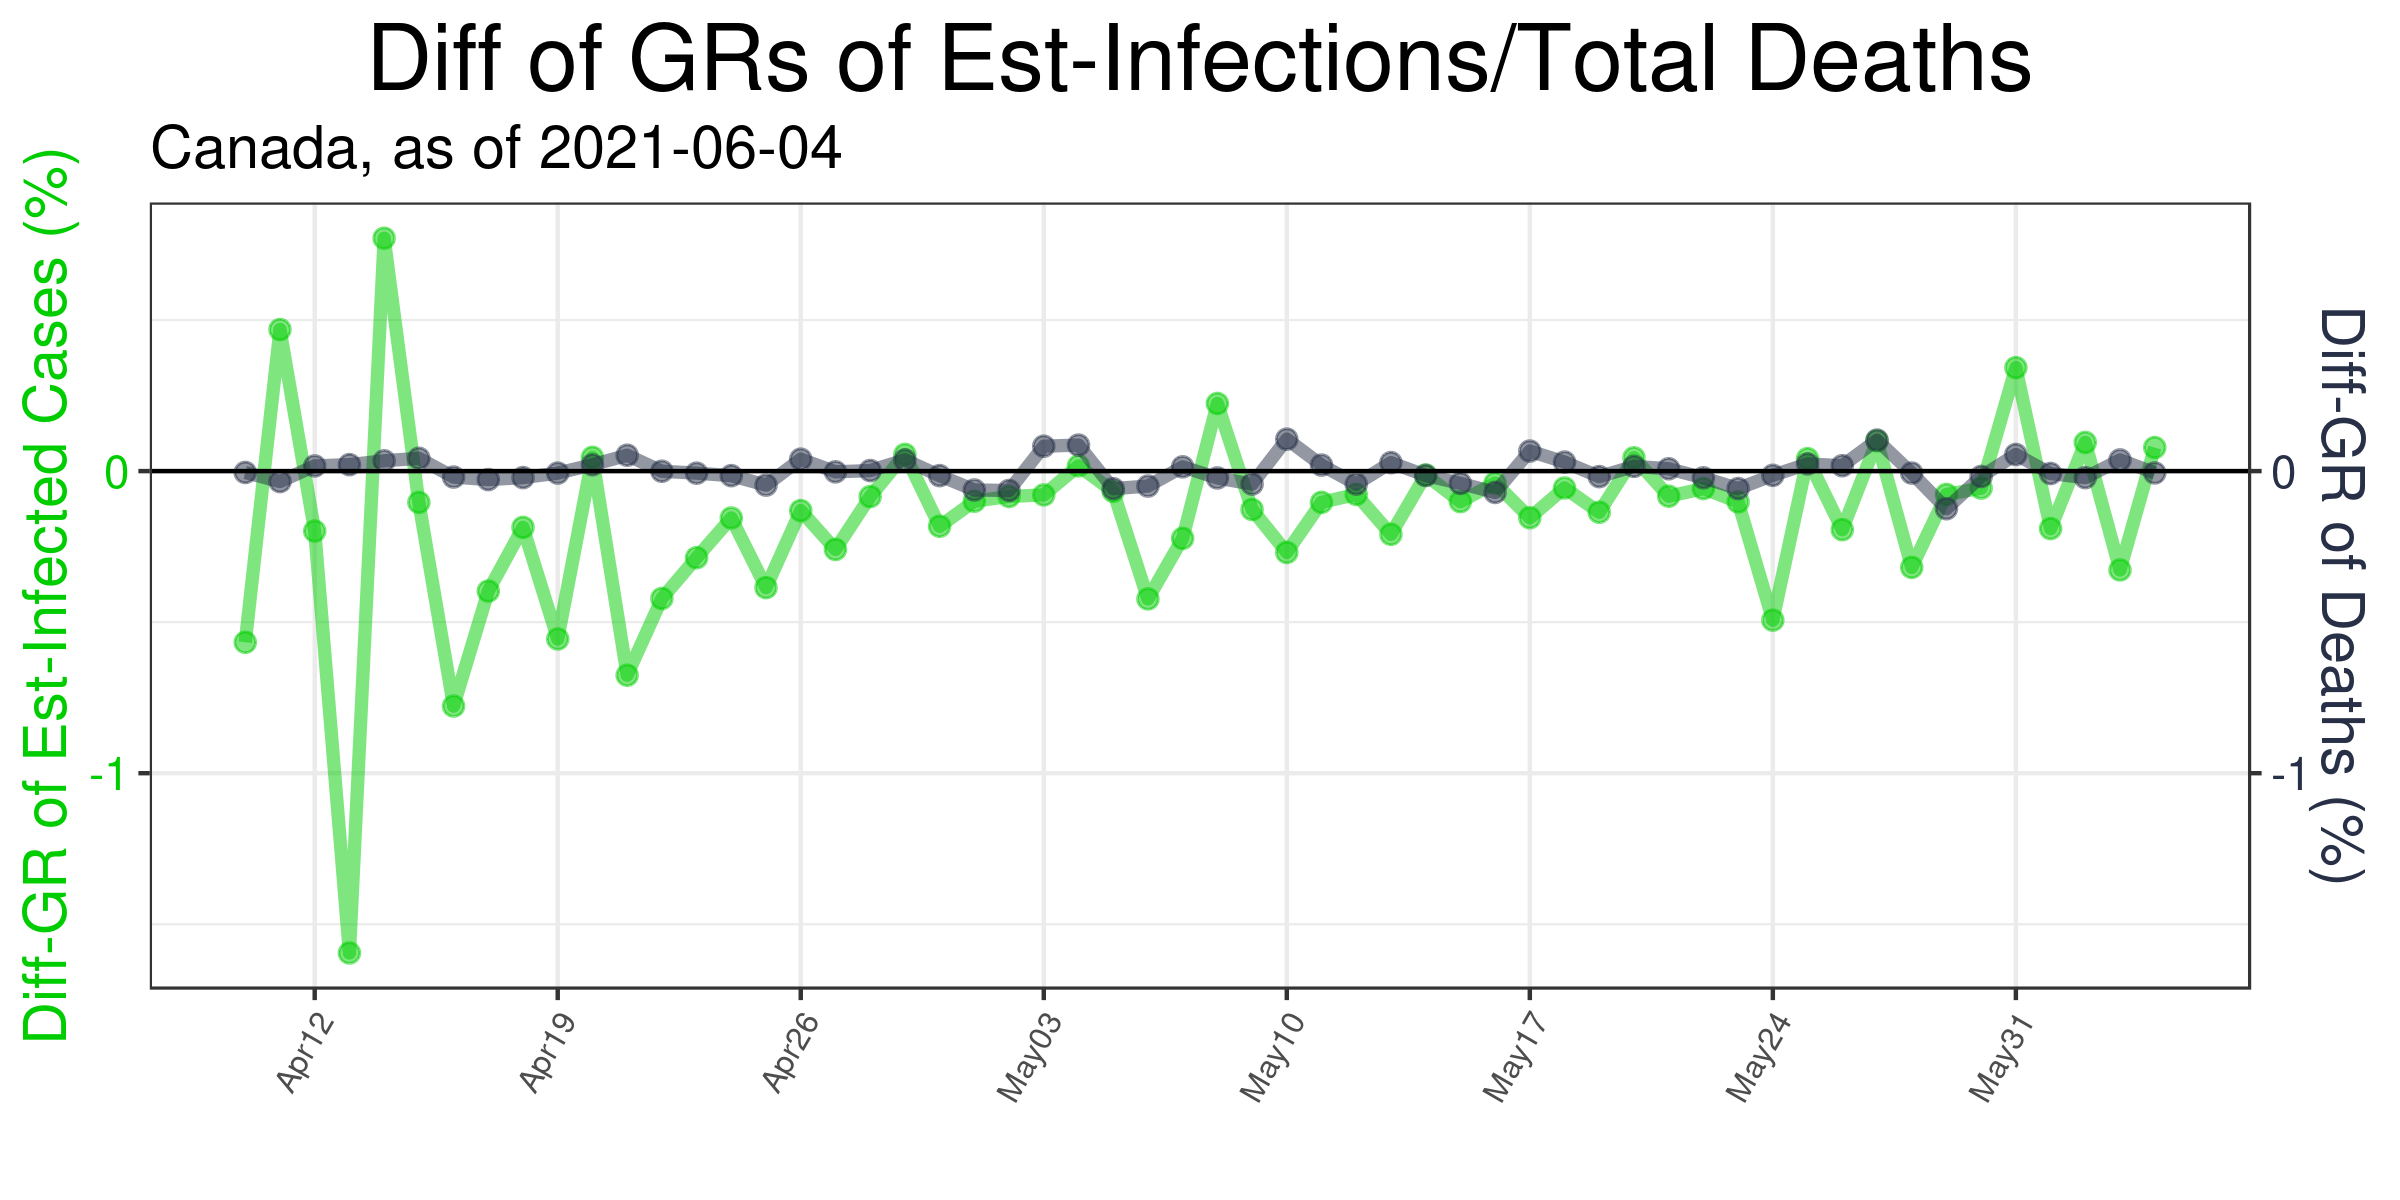 Diff of GRs of Est-Infections/Total Deaths
Canada, as of 2021-06-04
Diff-GR of Est-Infected Cases (%)
0
-1
0
-1
Diff-GR of Deaths (%)
Apr12
Apr19
Apr26
May03
May10
May17
May24
May31